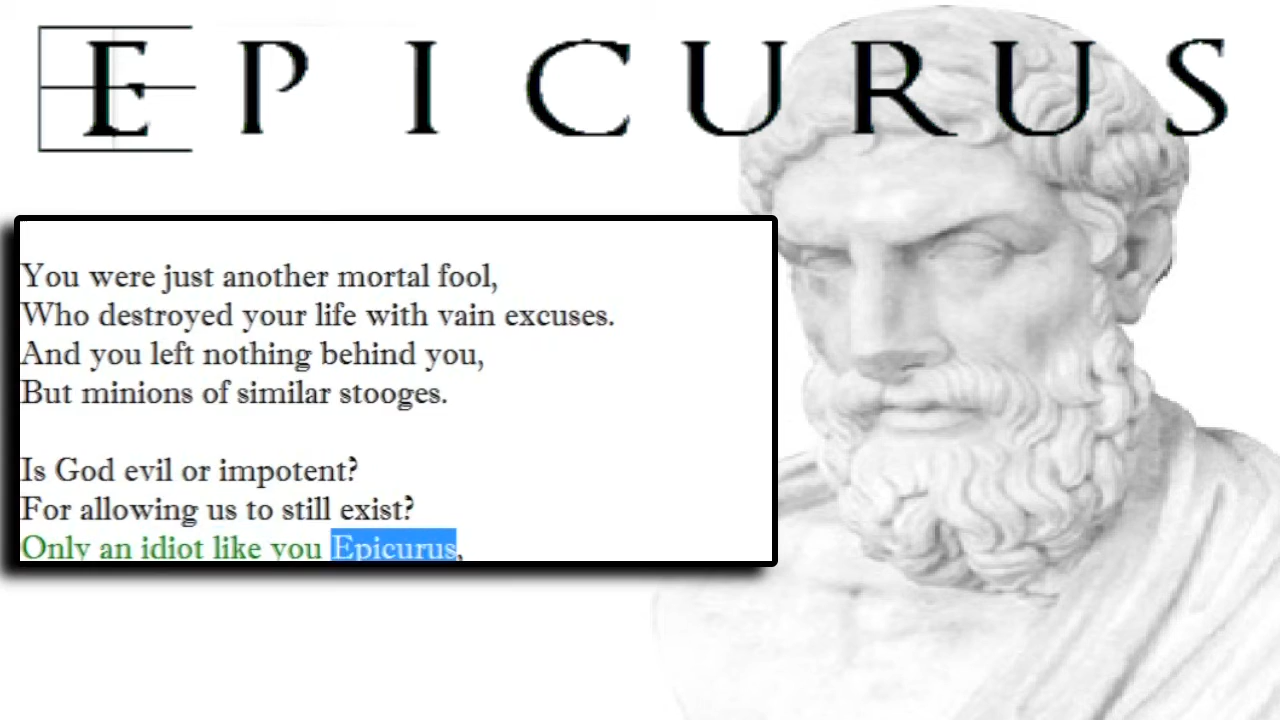 EPICURUS
You were just another mortal fool,
Who destroyed your life with vain excuses.
And you left nothing behind you,
But minions of similar stooges.
Is God evil or impotent?
For allowing us to still exist?
Only an idiot like you Epicurus,